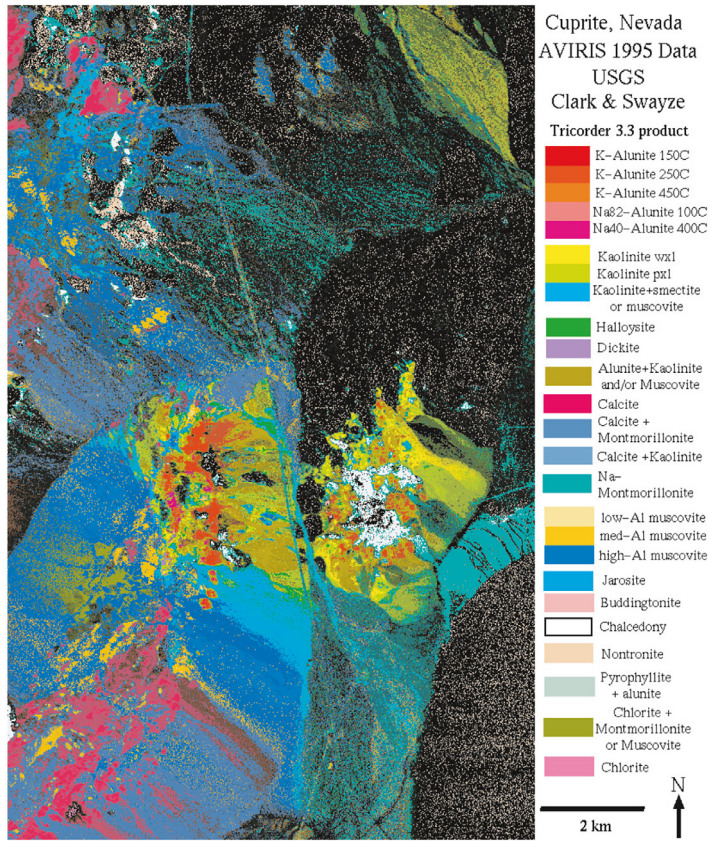 Cuprite, Nevada
AVIRIS 1995 Data
USGS
Clark & Swayze
Tricorder 3.3 product
K-Alunite 150C
K-Alunite 250C
K-Alunite 450C
Na82-Alunite 100C
Na40-Alunite 400C
Kaolinite wxl
Kaolinite pxl
Kaolinite+smectite
or muscovite
Halloysite
Dickite
Alunite+Kaolinite
and/or Muscovite
Calcite
Calcite +
Montmorillonite
Calcite +Kaolinite
Na-
Montmorillonite
low-Al muscovite
med-Al muscovite
high-Al muscovite
Jarosite
Buddingtonite
Chalcedony
Nontronite
Pyrophyllite
+ alunite
Chlorite +
Montmorillonite
or Muscovite
Chlorite
N
2 km